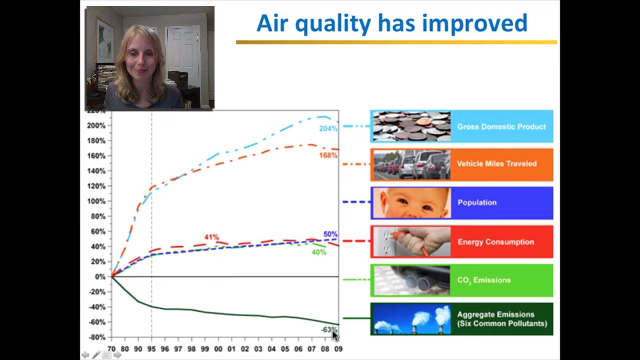 Air quality has improved
220%
200%
180%
160%
140%
120%
100%
80%
60%
40%
20%
0%
-20%
-40%
-60%
-80%
70 80 90 95 96 97 98 99 00 01 02 03 04 05 06 07 08 09
204%
168%
41%
50%
40%
-63%
Gross Domestic Product
Vehicle Miles Traveled
Population
Energy Consumption
CO₂ Emissions
Aggregate Emissions
(Six Common Pollutants)